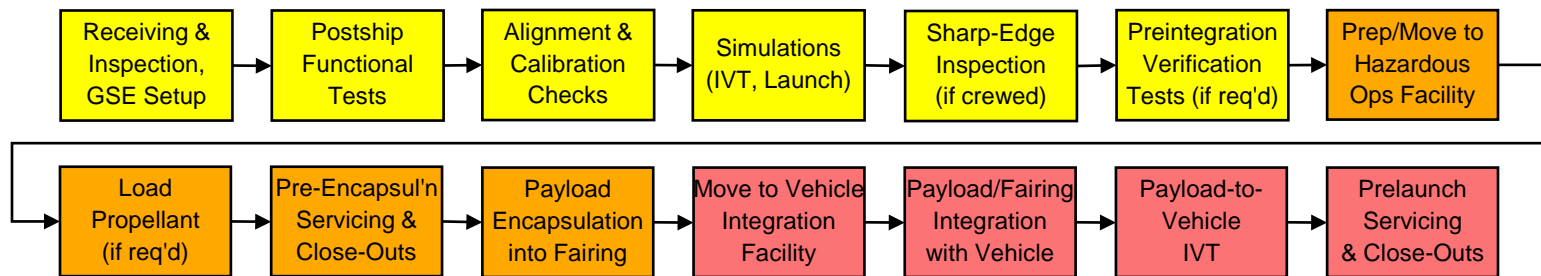 Receiving &
Inspection,
GSE Setup
Postship
Functional
Tests
Alignment &
Calibration
Checks
Simulations
(IVT, Launch)
Sharp-Edge
Inspection
(if crewed)
Preintegration
Verification
Tests (if req'd)
Prep/Move to
Hazardous
Ops Facility
Load
Propellant
(if req'd)
Pre-Encapsul'n
Servicing &
Close-Outs
Payload
Encapsulation
into Fairing
Move to Vehicle
Integration
Facility
Payload/Fairing
Integration
with Vehicle
Payload-to-
Vehicle
IVT
Prelaunch
Servicing
& Close-Outs